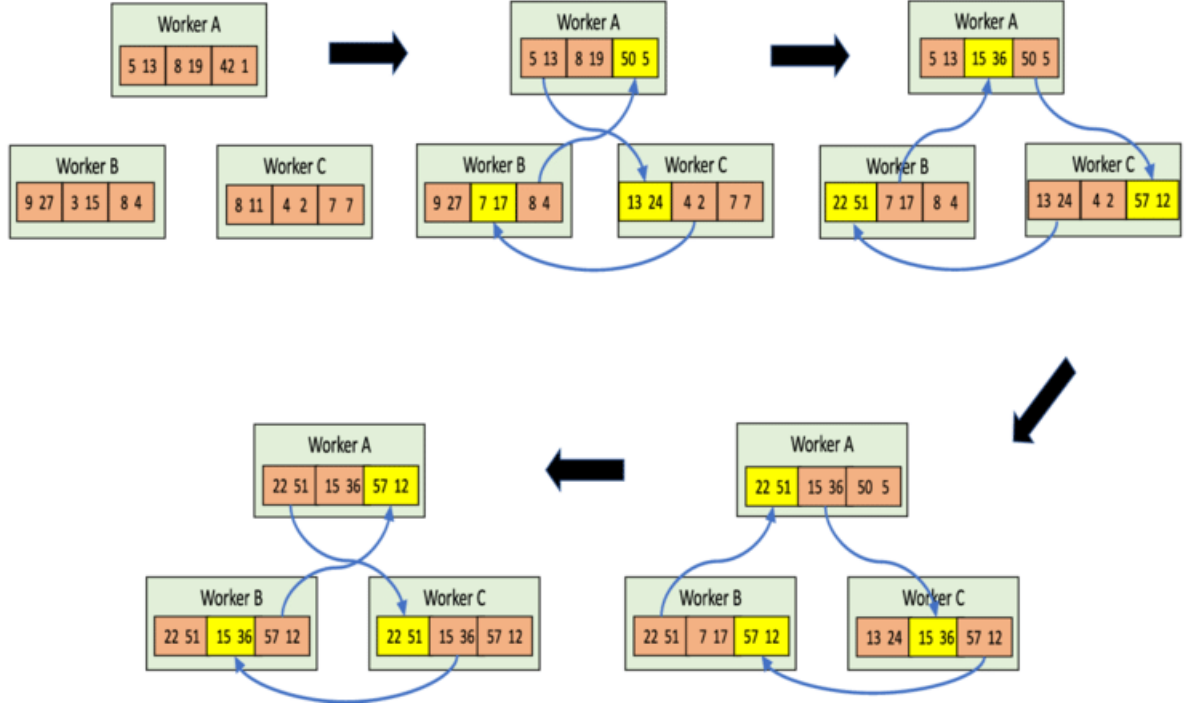 Worker A
5 13 8 19 42 1
Worker B
9 27 3 15 8 4
Worker C
8 11 4 2 7 7
Worker A
5 13 8 19 50 5
Worker B
9 27 7 17 8 4
Worker C
13 24 4 2 7 7
Worker A
5 13 15 36 50 5
Worker B
22 51 7 17 8 4
Worker C
13 24 4 2 57 12
Worker A
22 51 15 36 50 5
Worker B
22 51 7 17 57 12
Worker C
13 24 15 36 57 12
Worker A
22 51 15 36 57 12
Worker B
22 51 15 36 57 12
Worker C
22 51 15 36 57 12